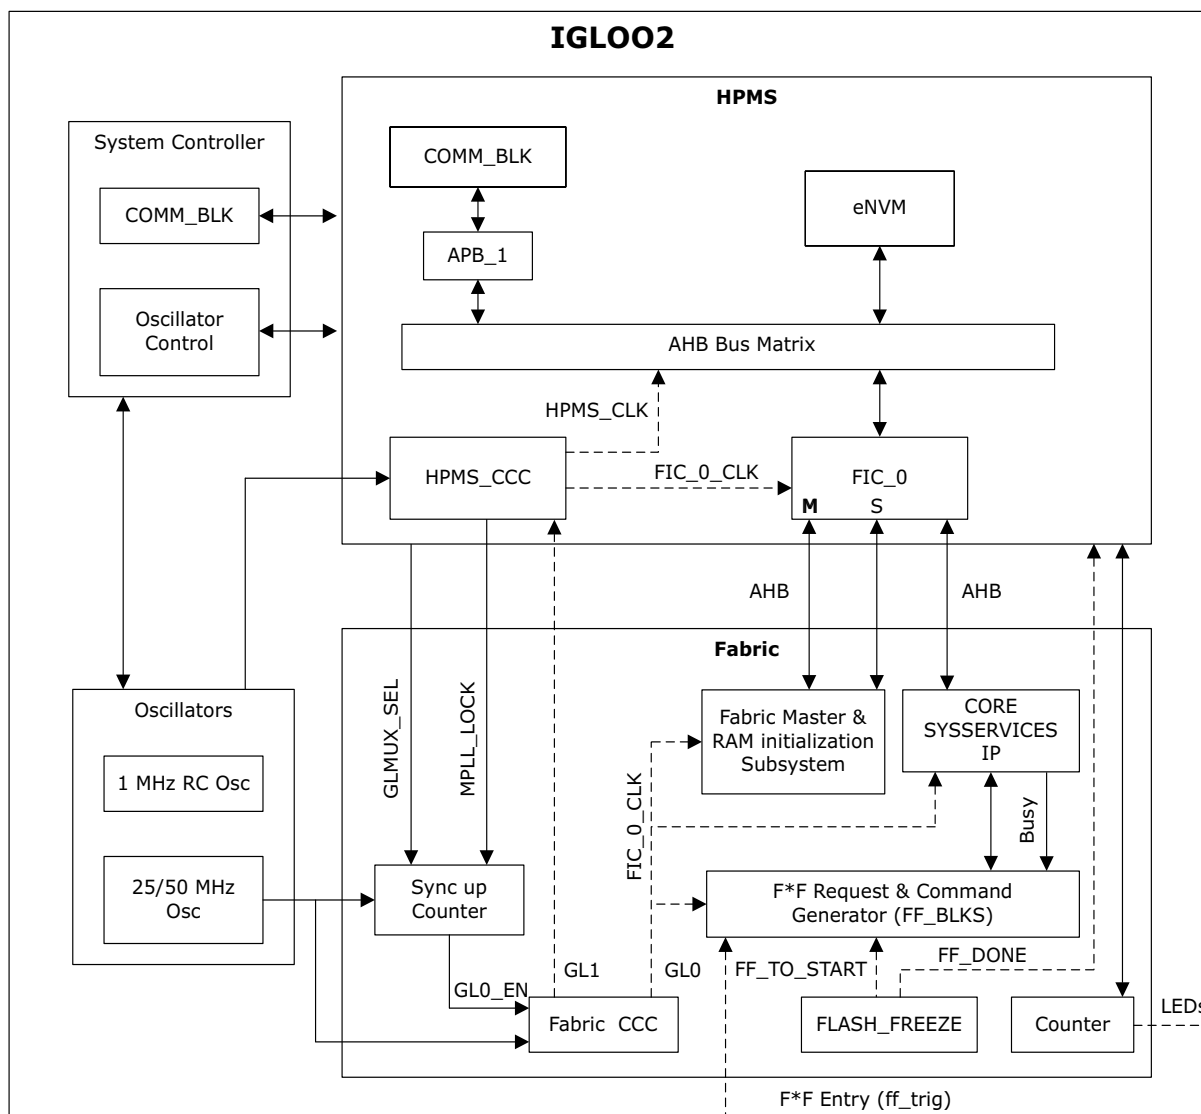 IGLOO2
HPMS
System Controller
COMM_BLK
COMM_BLK
eNVM
APB_1
Oscillator
Control
AHB Bus Matrix
HPMS_CLK
HPMS_CCC
FIC_0_CLK
FIC_0
M
S
AHB
AHB
Fabric
Oscillators
1 MHz RC Osc
25/50 MHz
Osc
GLMUX_SEL
MPLL_LOCK
Fabric Master &
RAM initialization
Subsystem
CORE
SYSSERVICES
IP
FIC_0_CLK
Busy
Sync up
Counter
F*F Request & Command
Generator (FF_BLKS)
GL0_EN
GL1
GL0
FF_TO_START
FF_DONE
Fabric CCC
FLASH_FREEZE
Counter
LEDs
F*F Entry (ff_trig)